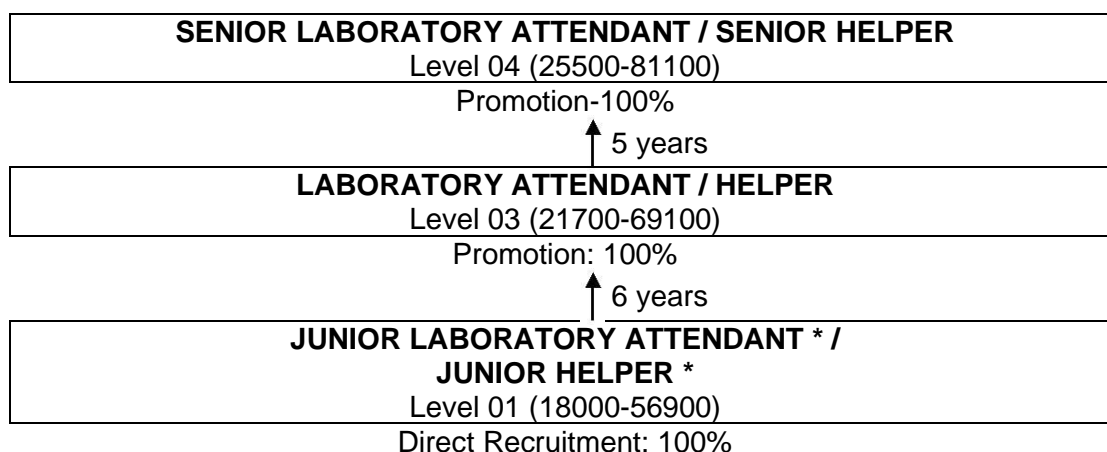 SENIOR LABORATORY ATTENDANT / SENIOR HELPER
Level 04 (25500-81100)
Promotion-100%
5 years
LABORATORY ATTENDANT / HELPER
Level 03 (21700-69100)
Promotion: 100%
6 years
JUNIOR LABORATORY ATTENDANT * /
JUNIOR HELPER *
Level 01 (18000-56900)
Direct Recruitment: 100%